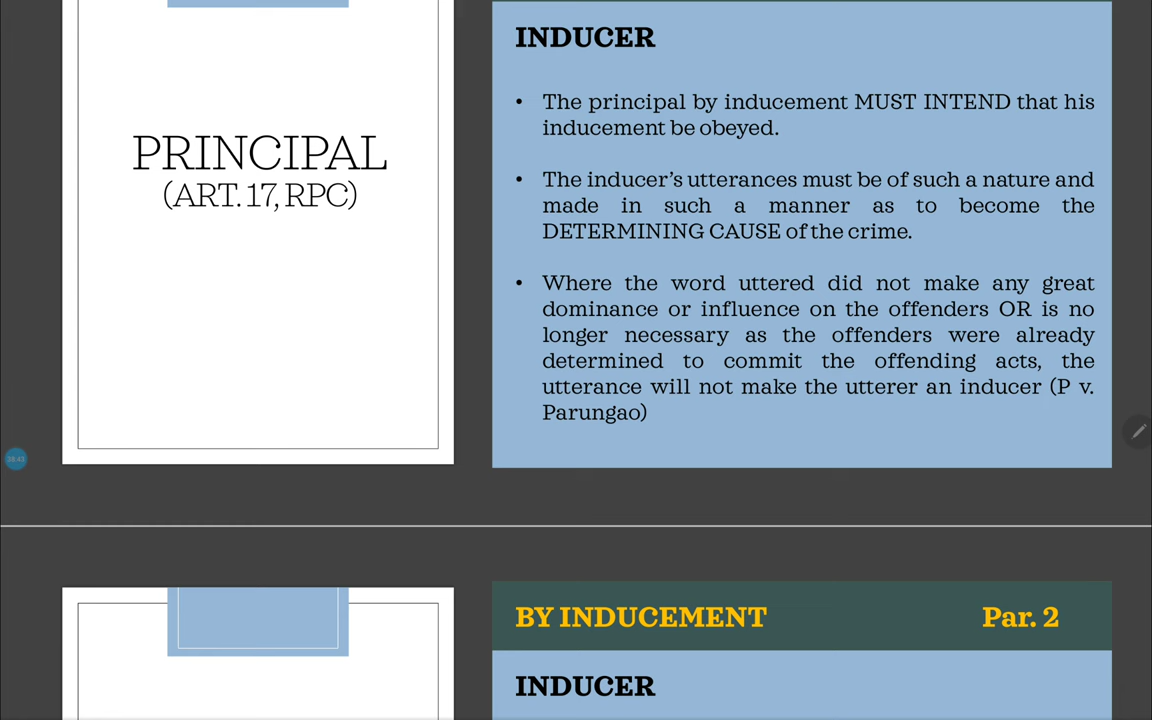 PRINCIPAL
(ART. 17, RPC)
INDUCER
• The principal by inducement MUST INTEND that his
inducement be obeyed.
• The inducer's utterances must be of such a nature and
made in such a manner as to become the
DETERMINING CAUSE of the crime.
• Where the word uttered did not make any great
dominance or influence on the offenders OR is no
longer necessary as the offenders were already
determined to commit the offending acts, the
utterance will not make the utterer an inducer (P v.
Parungao)
38:43
BY INDUCEMENT Par. 2
INDUCER